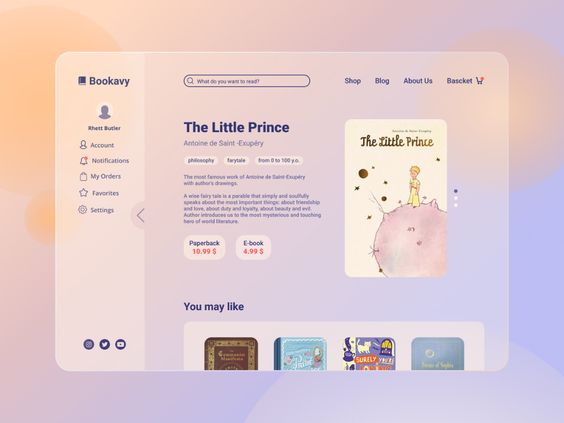 Bookavy
What do you want to read?
Shop
Blog
About Us
Bascket
Rhett Butler
Account
Notifications
My Orders
Favorites
Settings
The Little Prince
Antoine de Saint -Exupéry
philosophy
fairytale
from 0 to 100 y.o.
The most famous work of Antoine de Saint-Exupéry
with author's drawings.
A wise fairy tale is a parable that simply and soulfully
speaks about the most important things: about friendship
and love, about duty and loyalty, about beauty and evil.
Author introduces us to the most mysterious and touching
hero of world literature.
Paperback
10.99 $
E-book
4.99 $
Antoine de Saint-Exupéry
The Little Prince
You may like
The
Communist
Manifesto
SURELY
YOU'RE